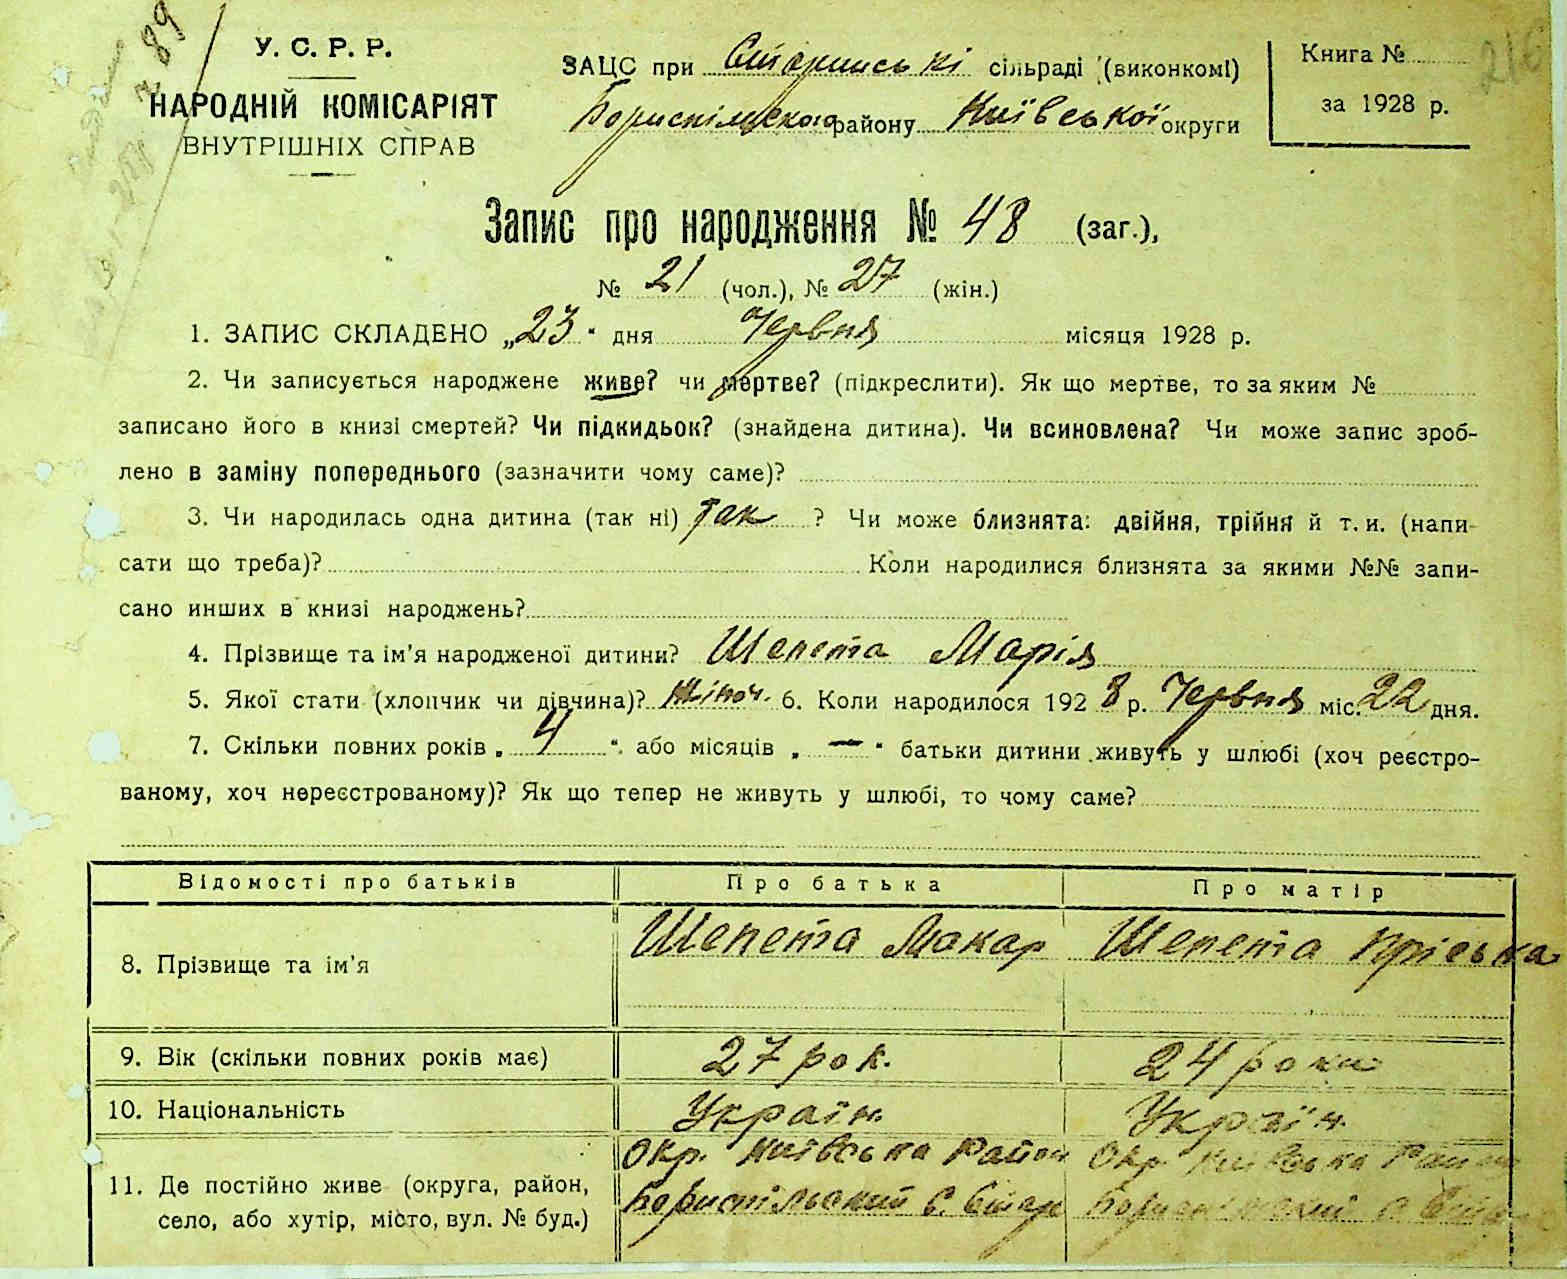 У. С. Р. Р.
НАРОДНІЙ КОМІСАРІЯТ
ВНУТРІШНІХ СПРАВ
89
ЗАЦС при Старинські сільраді (виконкомі)
Бориспільського району Київської округи
Книга №
за 1928 р.
216
Запис про народження № 48 (заг.),
№ 21 (чол.), № 27 (жін.)
1. ЗАПИС СКЛАДЕНО „23" дня Червня місяця 1928 р.
2. Чи записується народжене живе? чи мертве? (підкреслити). Як що мертве, то за яким №
записано його в книзі смертей? Чи підкидьок? (знайдена дитина). Чи всиновлена? Чи може запис зроб-
лено в заміну попереднього (зазначити чому саме)?
3. Чи народилась одна дитина (так ні) так ? Чи може близнята: двійня, трійня й т. и. (напи-
сати що треба)? Коли народилися близнята за якими №№ запи-
сано инших в книзі народжень?
4. Прізвище та ім'я народженої дитини? Шепета Марія
5. Якої стати (хлопчик чи дівчина)? жіноч. 6. Коли народилося 1928 р. Червня міс. 22 дня.
7. Скільки повних років „ 4 " або місяців „ — " батьки дитини живуть у шлюбі (хоч реєстро-
ваному, хоч нереєстрованому)? Як що тепер не живуть у шлюбі, то чому саме?
Відомості про батьків Про батька Про матір
8. Прізвище та ім'я Шепета Макар Шепета Пріська
9. Вік (скільки повних років має) 27 рок. 24 роки
10. Національність Україн. Україн.
11. Де постійно живе (округа, район, Окр. Київська Район Окр. Київська Район
село, або хутір, місто, вул. № буд.) Бориспільский с. Стар Бориспільский с. Стар